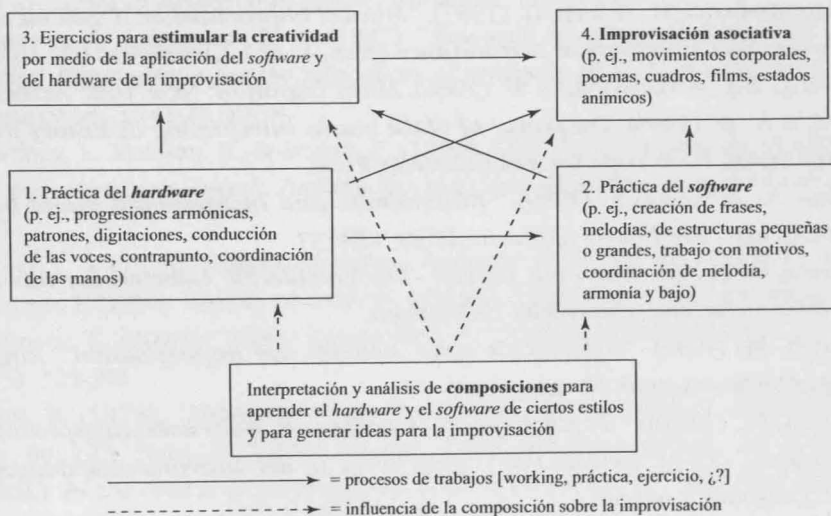 3. Ejercicios para estimular la creatividad
por medio de la aplicación del software y
del hardware de la improvisación
4. Improvisación asociativa
(p. ej., movimientos corporales,
poemas, cuadros, films, estados
anímicos)
1. Práctica del hardware
(p. ej., progresiones armónicas,
patrones, digitaciones, conducción
de las voces, contrapunto, coordinación
de las manos)
2. Práctica del software
(p. ej., creación de frases,
melodías, de estructuras pequeñas
o grandes, trabajo con motivos,
coordinación de melodía,
armonía y bajo)
Interpretación y análisis de composiciones para
aprender el hardware y el software de ciertos estilos
y para generar ideas para la improvisación
= procesos de trabajos [working, práctica, ejercicio, ¿?]
= influencia de la composición sobre la improvisación